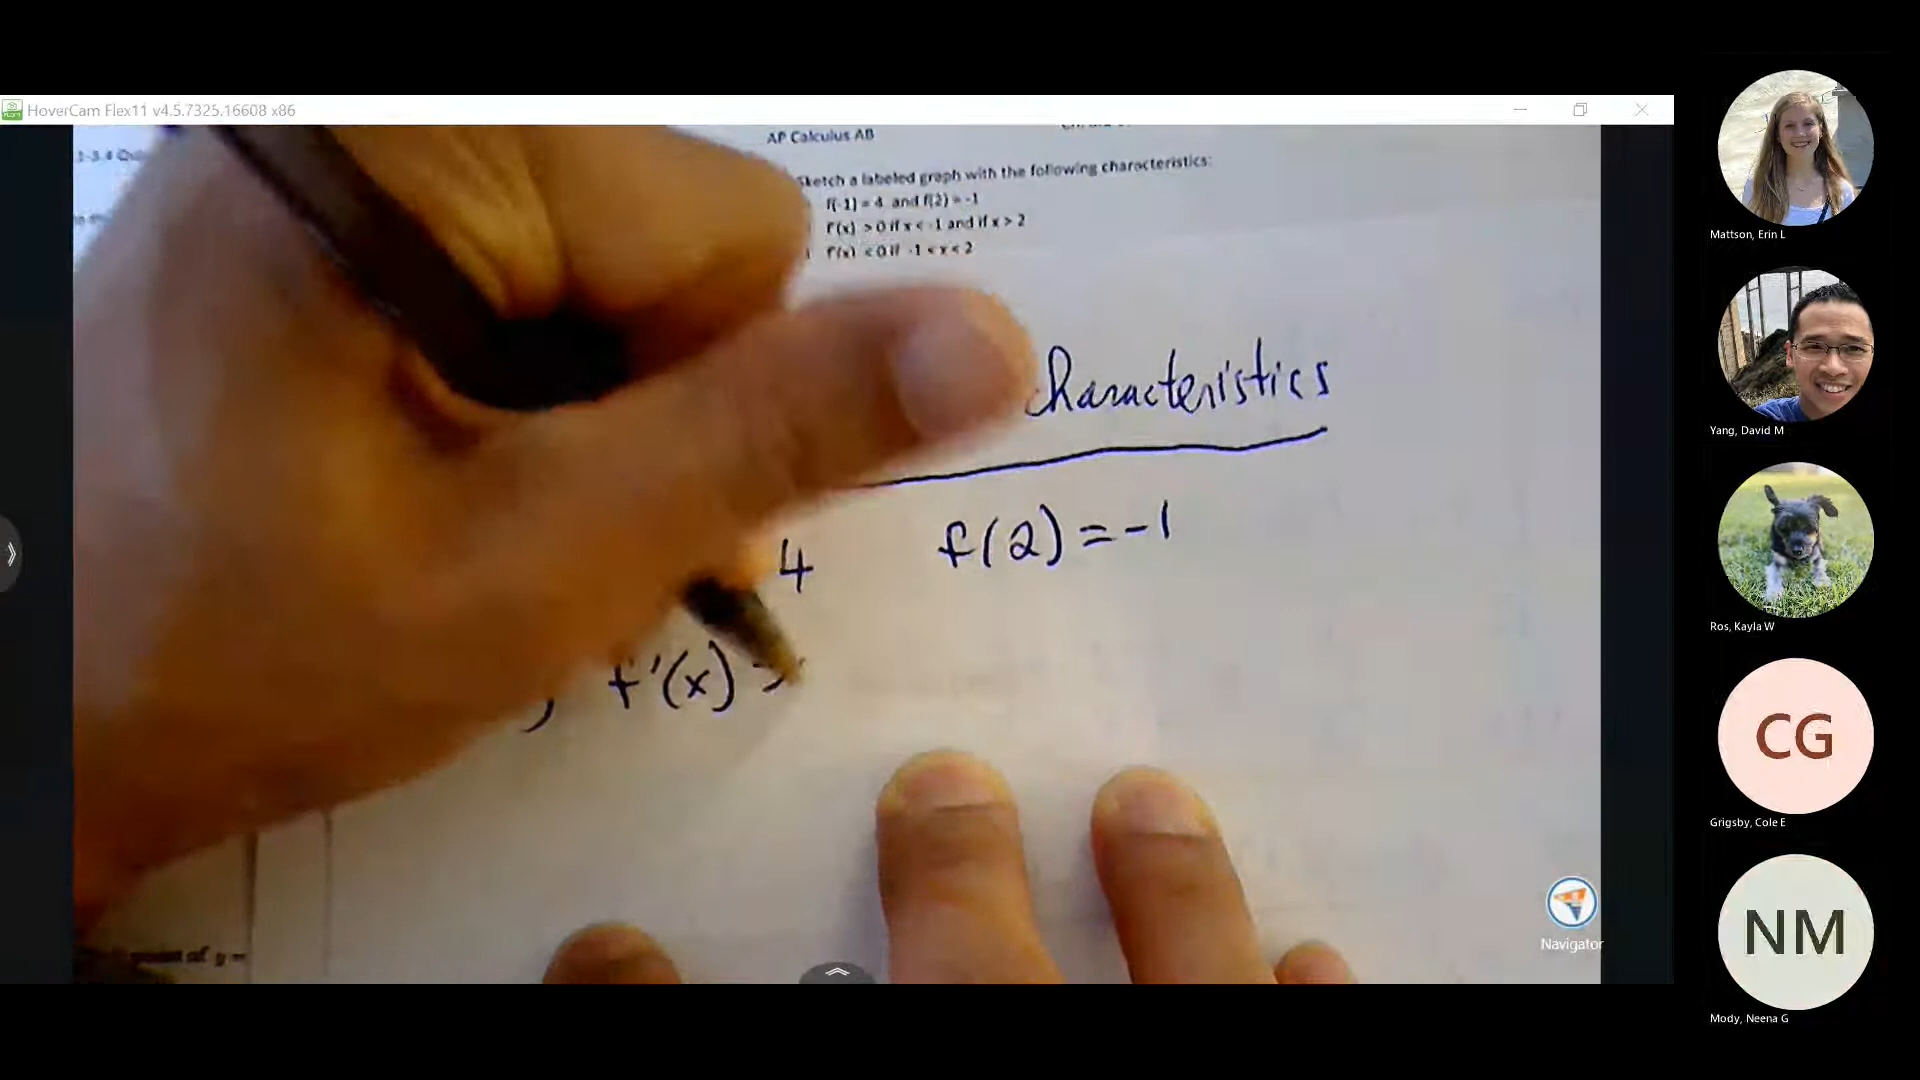 HoverCam Flex11 v4.5.7325.16608 x86
AP Calculus AB
Sketch a labeled graph with the following characteristics:
f(-1) = 4 and f(2) = -1
f'(x) > 0 if x < -1 and if x > 2
f'(x) < 0 if -1 < x < 2
characteristics
4 f(2) = -1
, f'(x) >
of y =
Navigator
Mattson, Erin L
Yang, David M
Ros, Kayla W
CG
Grigsby, Cole E
NM
Mody, Neena G